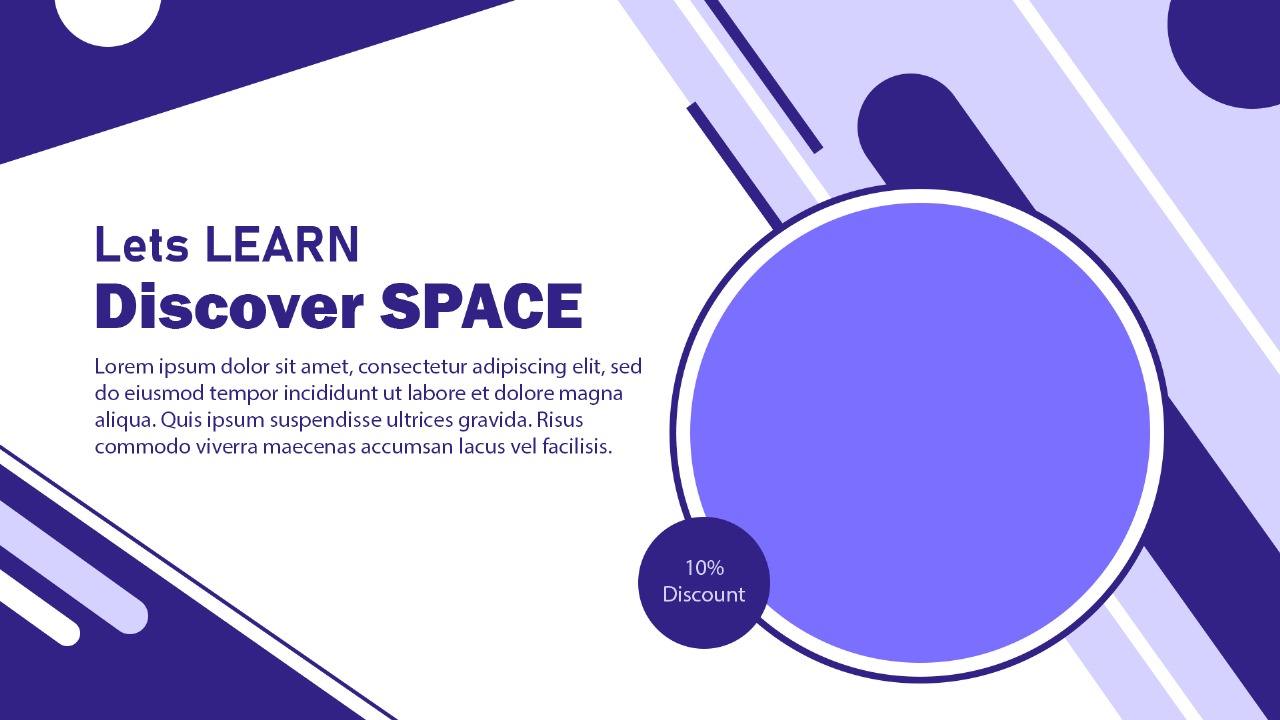 Lets LEARN
Discover SPACE
Lorem ipsum dolor sit amet, consectetur adipiscing elit, sed
do eiusmod tempor incididunt ut labore et dolore magna
aliqua. Quis ipsum suspendisse ultrices gravida. Risus
commodo viverra maecenas accumsan lacus vel facilisis.
10%
Discount